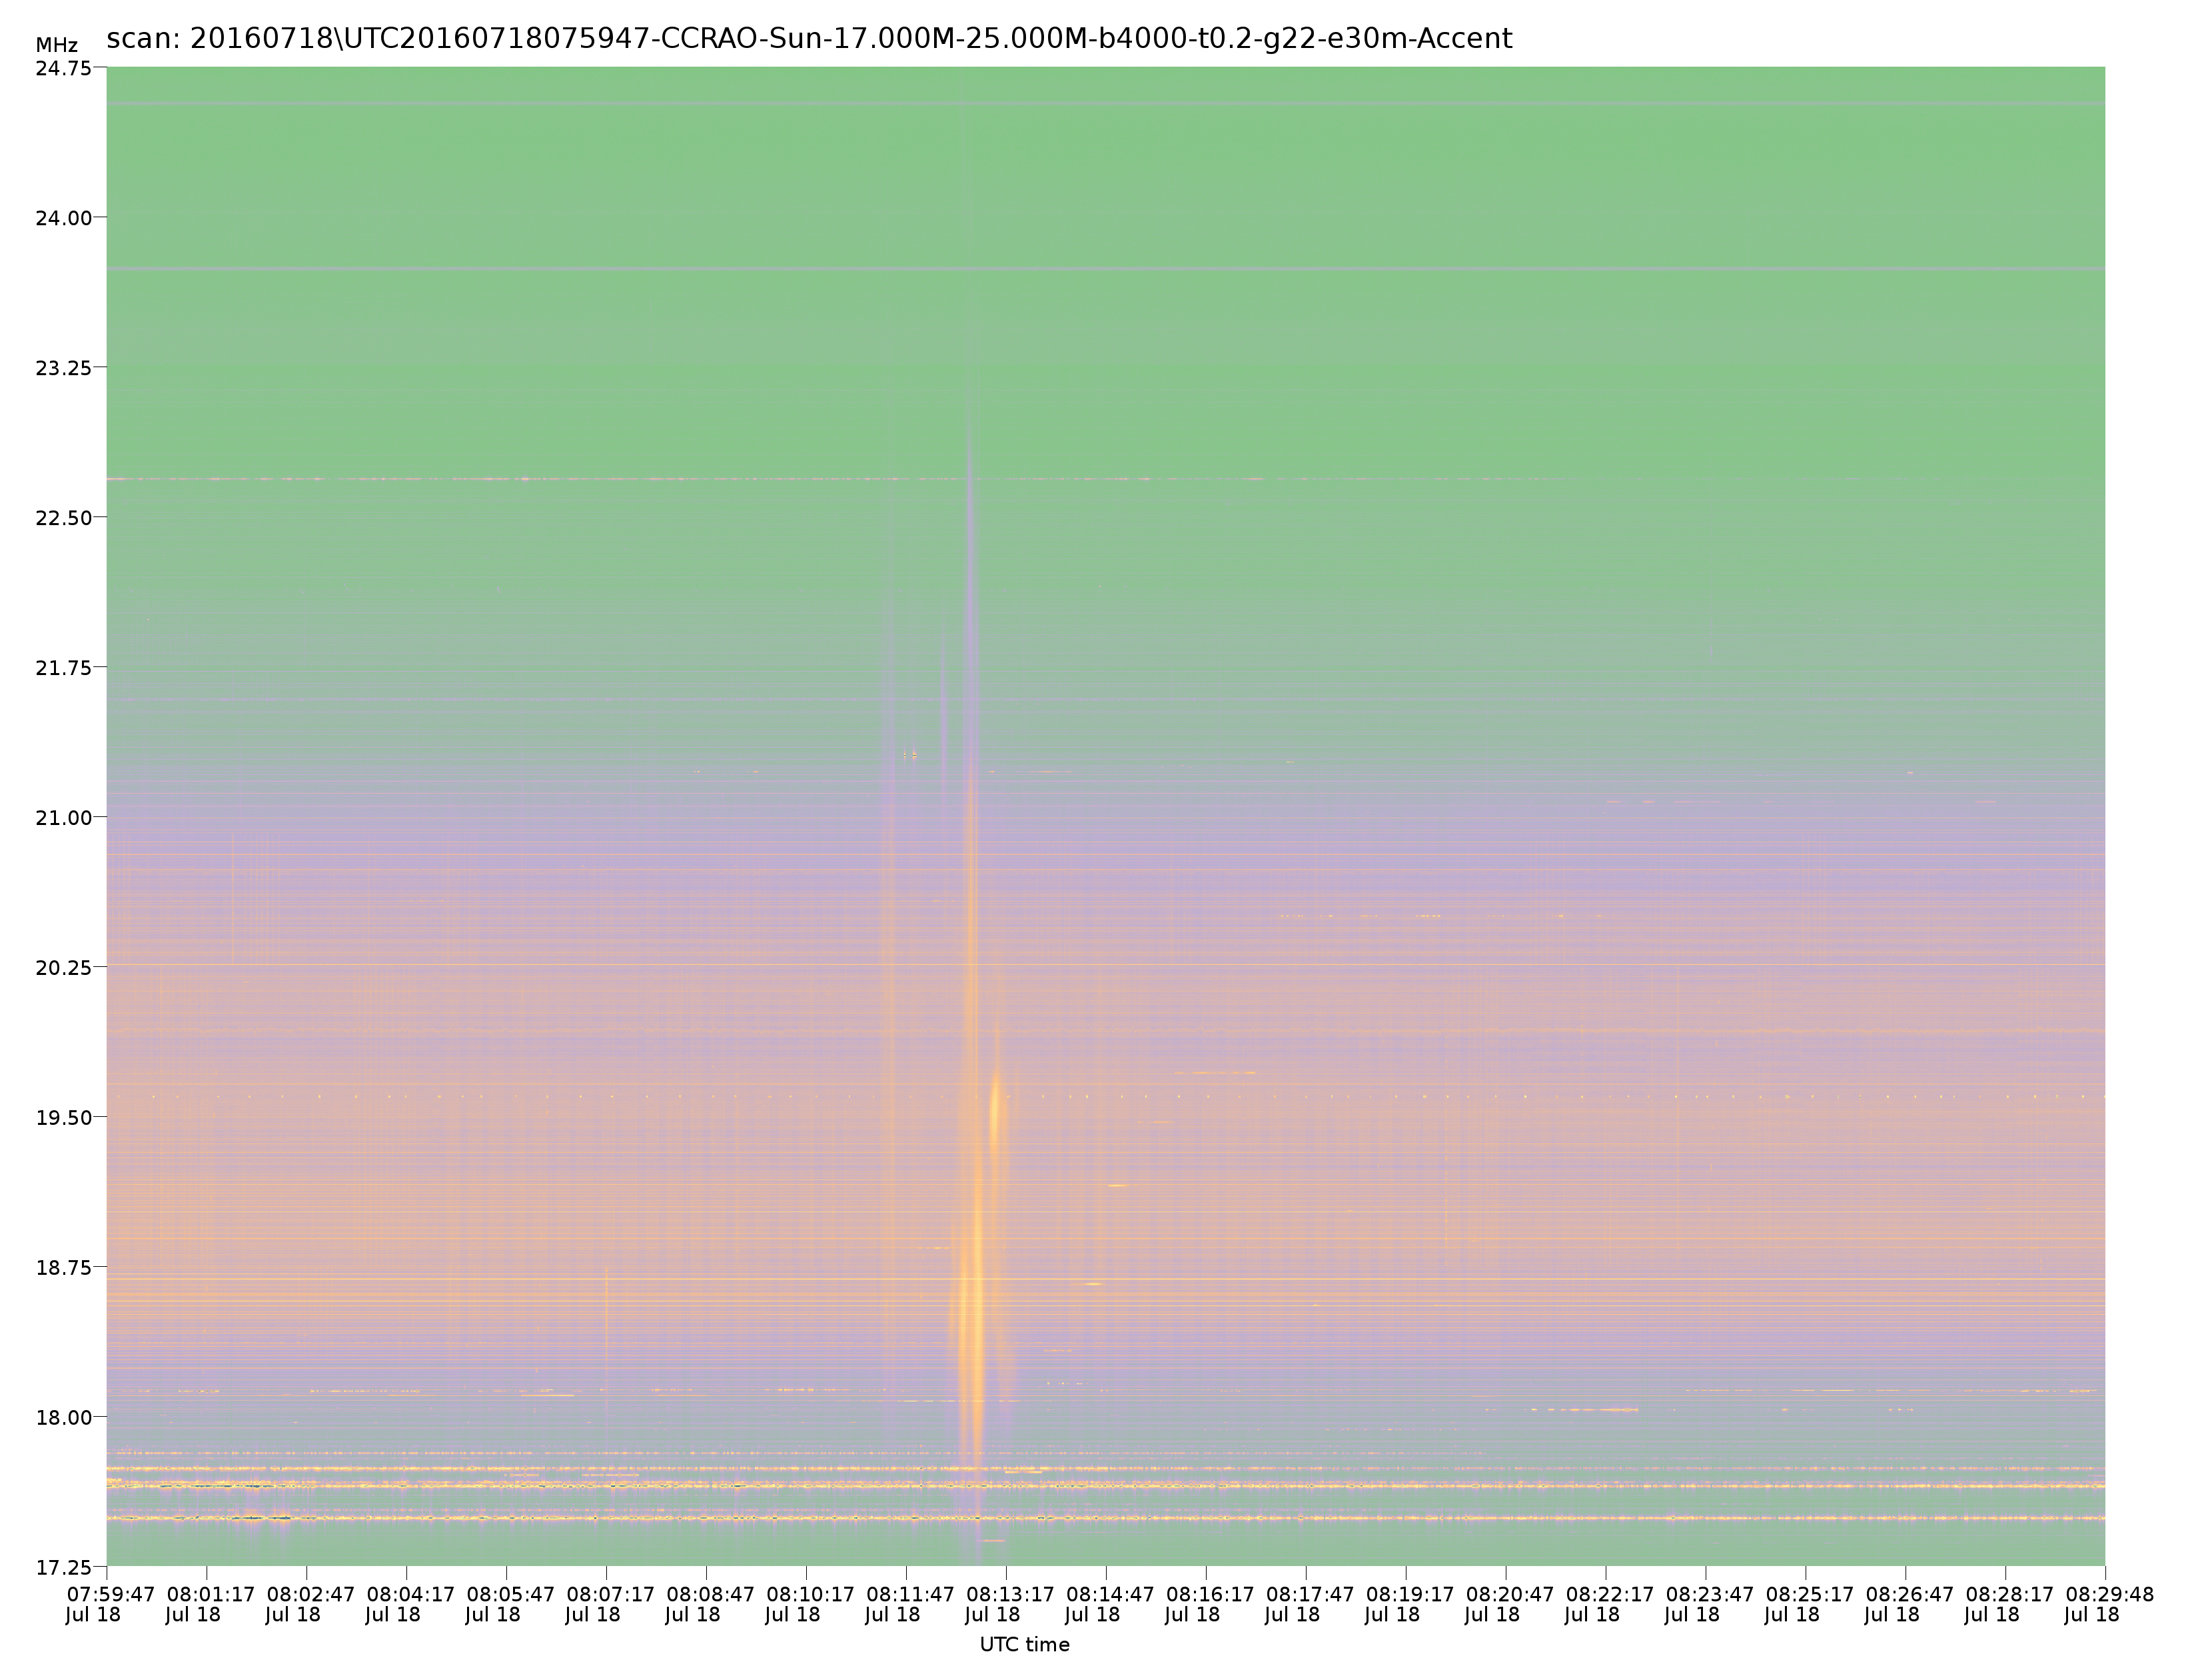 MHz scan: 20160718\UTC20160718075947-CCRAO-Sun-17.000M-25.000M-b4000-t0.2-g22-e30m-Accent
24.75
24.00
23.25
22.50
21.75
21.00
20.25
19.50
18.75
18.00
17.25
07:59:47 08:01:17 08:02:47 08:04:17 08:05:47 08:07:17 08:08:47 08:10:17 08:11:47 08:13:17 08:14:47 08:16:17 08:17:47 08:19:17 08:20:47 08:22:17 08:23:47 08:25:17 08:26:47 08:28:17 08:29:48
Jul 18 Jul 18 Jul 18 Jul 18 Jul 18 Jul 18 Jul 18 Jul 18 Jul 18 Jul 18 Jul 18 Jul 18 Jul 18 Jul 18 Jul 18 Jul 18 Jul 18 Jul 18 Jul 18 Jul 18 Jul 18
UTC time